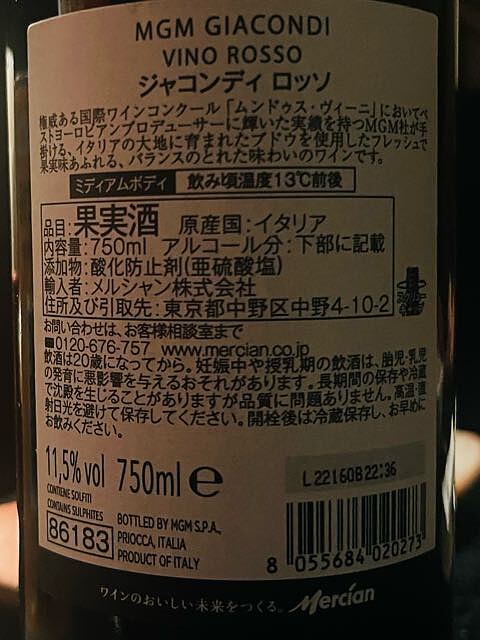 MGM GIACONDI
VINO ROSSO
ジャコンディ ロッソ
権威ある国際ワインコンクール「ムンドゥス・ヴィーニ」においてベ
ストヨーロピアンプロデューサーに輝いた実績を持つMGM社が手
掛ける、イタリアの大地に育まれたブドウを使用したフレッシュで
果実味あふれる、バランスのとれた味わいのワインです。
ミディアムボディ 飲み頃温度13℃前後
品目:果実酒 原産国:イタリア
内容量:750ml アルコール分:下部に記載
添加物:酸化防止剤(亜硫酸塩)
輸入者:メルシャン株式会社
住所及び引取先:東京都中野区中野4-10-2
お問い合わせは、お客様相談室まで
0120-676-757 www.mercian.co.jp
飲酒は20歳になってから。妊娠中や授乳期の飲酒は、胎児・乳児
の発育に悪影響を与えるおそれがあります。長期間の保存や冷蔵
で沈殿を生じることがありますが品質に問題ありません。高温・直
射日光を避けて保存してください。開栓後は冷蔵保存し、お早めに
お飲みください。
11,5% vol 750ml e
L22160B 22:36
CONTIENE SOLFITI
CONTAINS SULPHITES
86183
BOTTLED BY MGM S.P.A.,
PRIOCCA, ITALIA
PRODUCT OF ITALY
8 055684 020273
ワインのおいしい未来をつくる。 Mercian